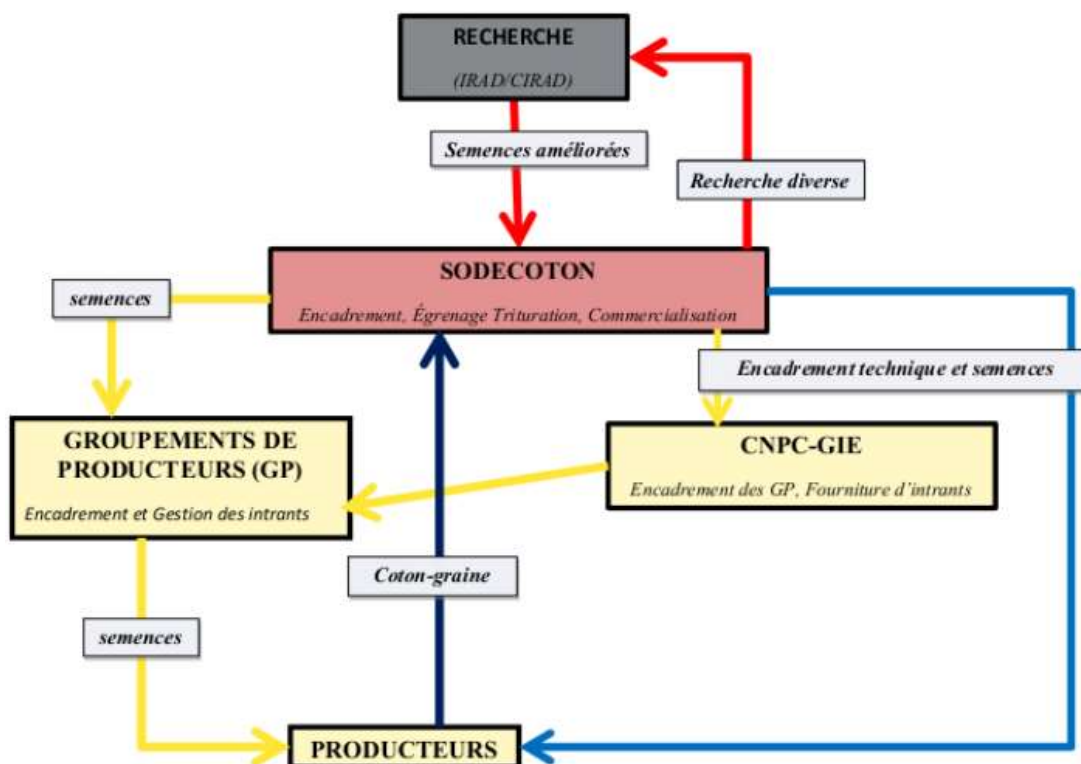 RECHERCHE
(IRAD/CIRAD)
Semences améliorées
Recherche diverse
SODECOTON
Encadrement, Égrenage Trituration, Commercialisation
semences
Encadrement technique et semences
GROUPEMENTS DE
PRODUCTEURS (GP)
Encadrement et Gestion des intrants
CNPC-GIE
Encadrement des GP, Fourniture d'intrants
Coton-graine
semences
PRODUCTEURS